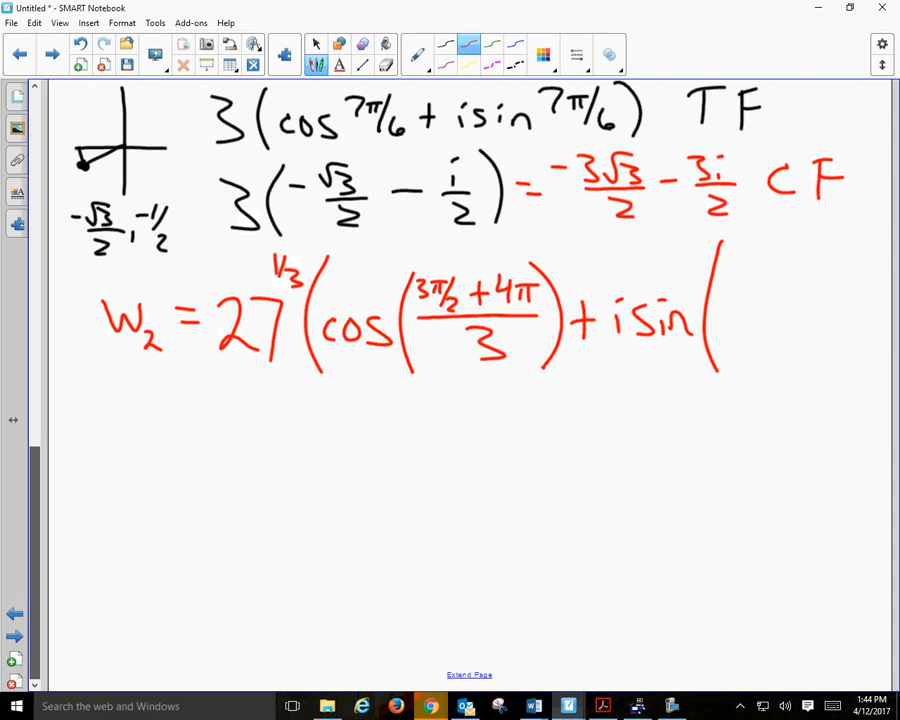 Untitled * - SMART Notebook
File Edit View Insert Format Tools Add-ons Help
3(cos 7π/6 + isin 7π/6) TF
3(-√3/2 - i/2) = -3√3/2 - 3i/2 CF
-√3/2, -1/2
W₂ = 27^1/3 (cos((3π/2 + 4π)/3) + isin(
Extend Page
Search the web and Windows
1:44 PM
4/12/2017